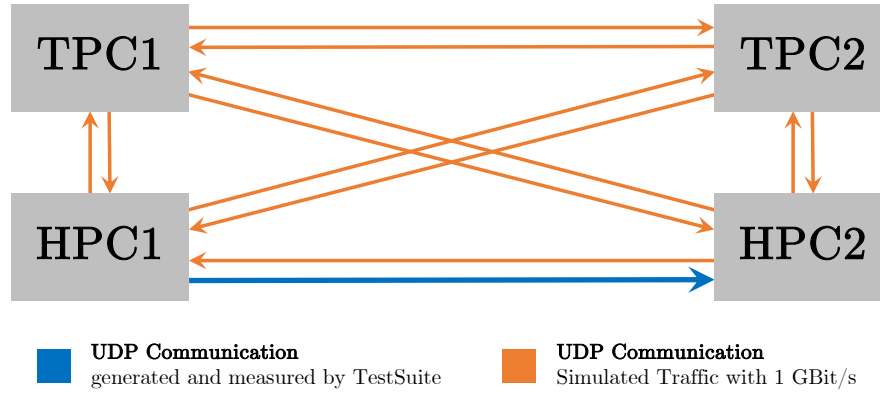 TPC1
TPC2
HPC1
HPC2
UDP Communication
generated and measured by TestSuite
UDP Communication
Simulated Traffic with 1 GBit/s